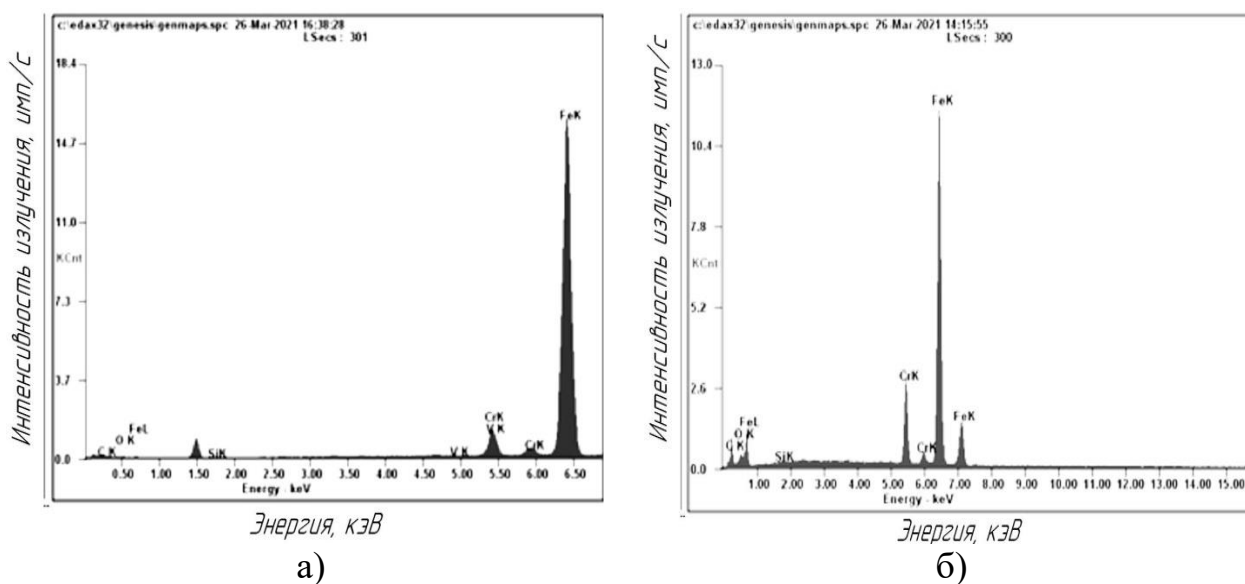 c:\edax32\genesis\genmaps.spc 26-Mar-2021 16:38:28
LSecs : 301
Интенсивность излучения, имп/с
18.4
14.7
11.0
KCnt
7.3
3.7
0.0
FeK
CrK
V K
FeL
O K
C K
SiK
V K
CrK
0.50 1.00 1.50 2.00 2.50 3.00 3.50 4.00 4.50 5.00 5.50 6.00 6.50
Energy - keV
Энергия, кэВ
а)
c:\edax32\genesis\genmaps.spc 26-Mar-2021 14:15:55
LSecs : 300
Интенсивность излучения, имп/с
13.0
10.4
7.8
KCnt
5.2
2.6
0.0
FeK
CrK
FeK
FeL
O K
C
SiK
CrK
1.00 2.00 3.00 4.00 5.00 6.00 7.00 8.00 9.00 10.00 11.00 12.00 13.00 14.00 15.00
Energy - keV
Энергия, кэВ
б)